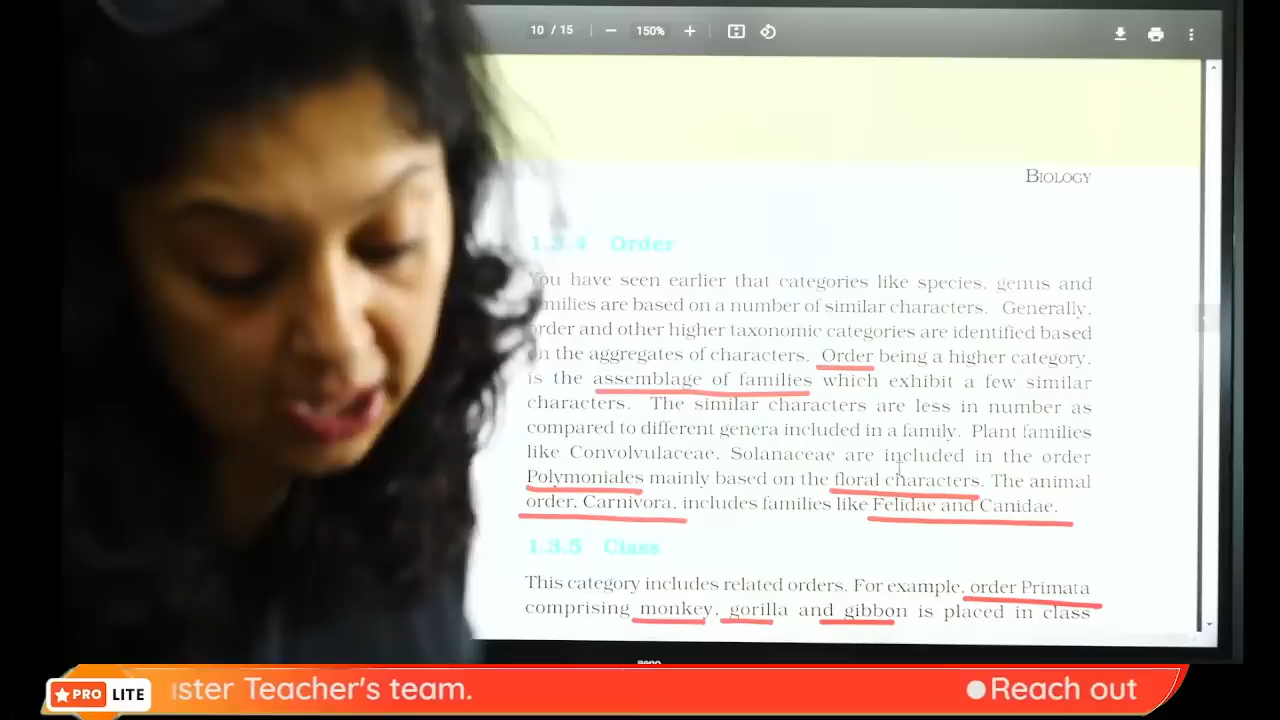 10 / 15
150%
BIOLOGY
1.3.4 Order
You have seen earlier that categories like species, genus and
families are based on a number of similar characters. Generally,
order and other higher taxonomic categories are identified based
on the aggregates of characters. Order being a higher category,
is the assemblage of families which exhibit a few similar
characters. The similar characters are less in number as
compared to different genera included in a family. Plant families
like Convolvulaceae, Solanaceae are included in the order
Polymoniales mainly based on the floral characters. The animal
order, Carnivora, includes families like Felidae and Canidae.
1.3.5 Class
This category includes related orders. For example, order Primata
comprising monkey, gorilla and gibbon is placed in class
PRO LITE
ster Teacher's team.
Reach out